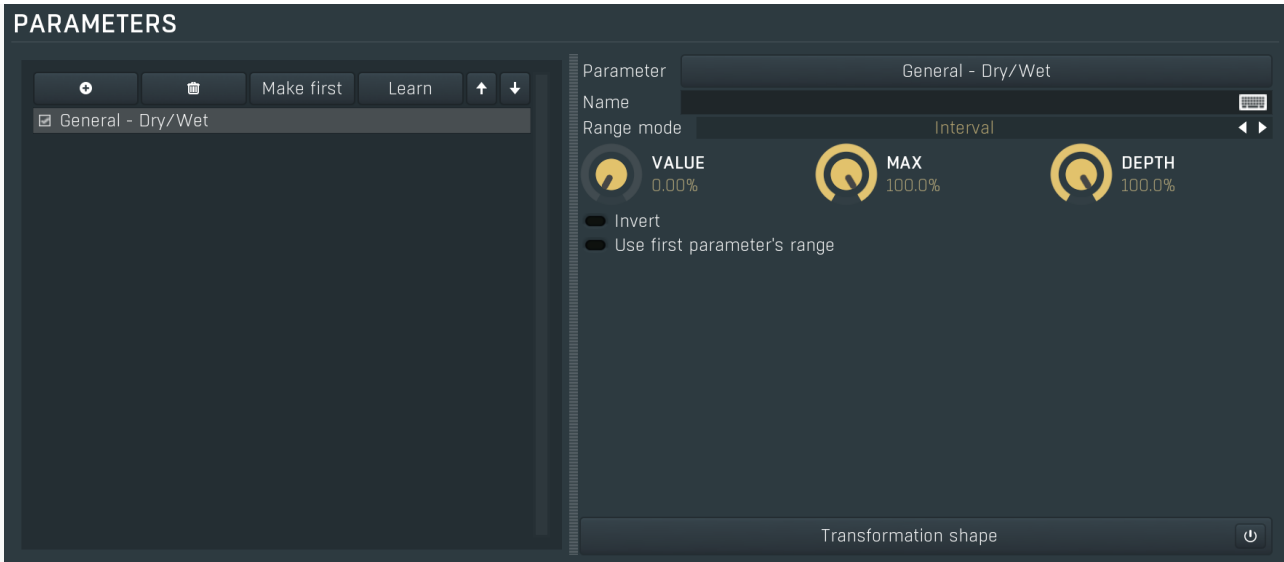 PARAMETERS
Make first
Learn
General - Dry/Wet
Parameter
General - Dry/Wet
Name
Range mode
Interval
VALUE
0.00%
MAX
100.0%
DEPTH
100.0%
Invert
Use first parameter's range
Transformation shape